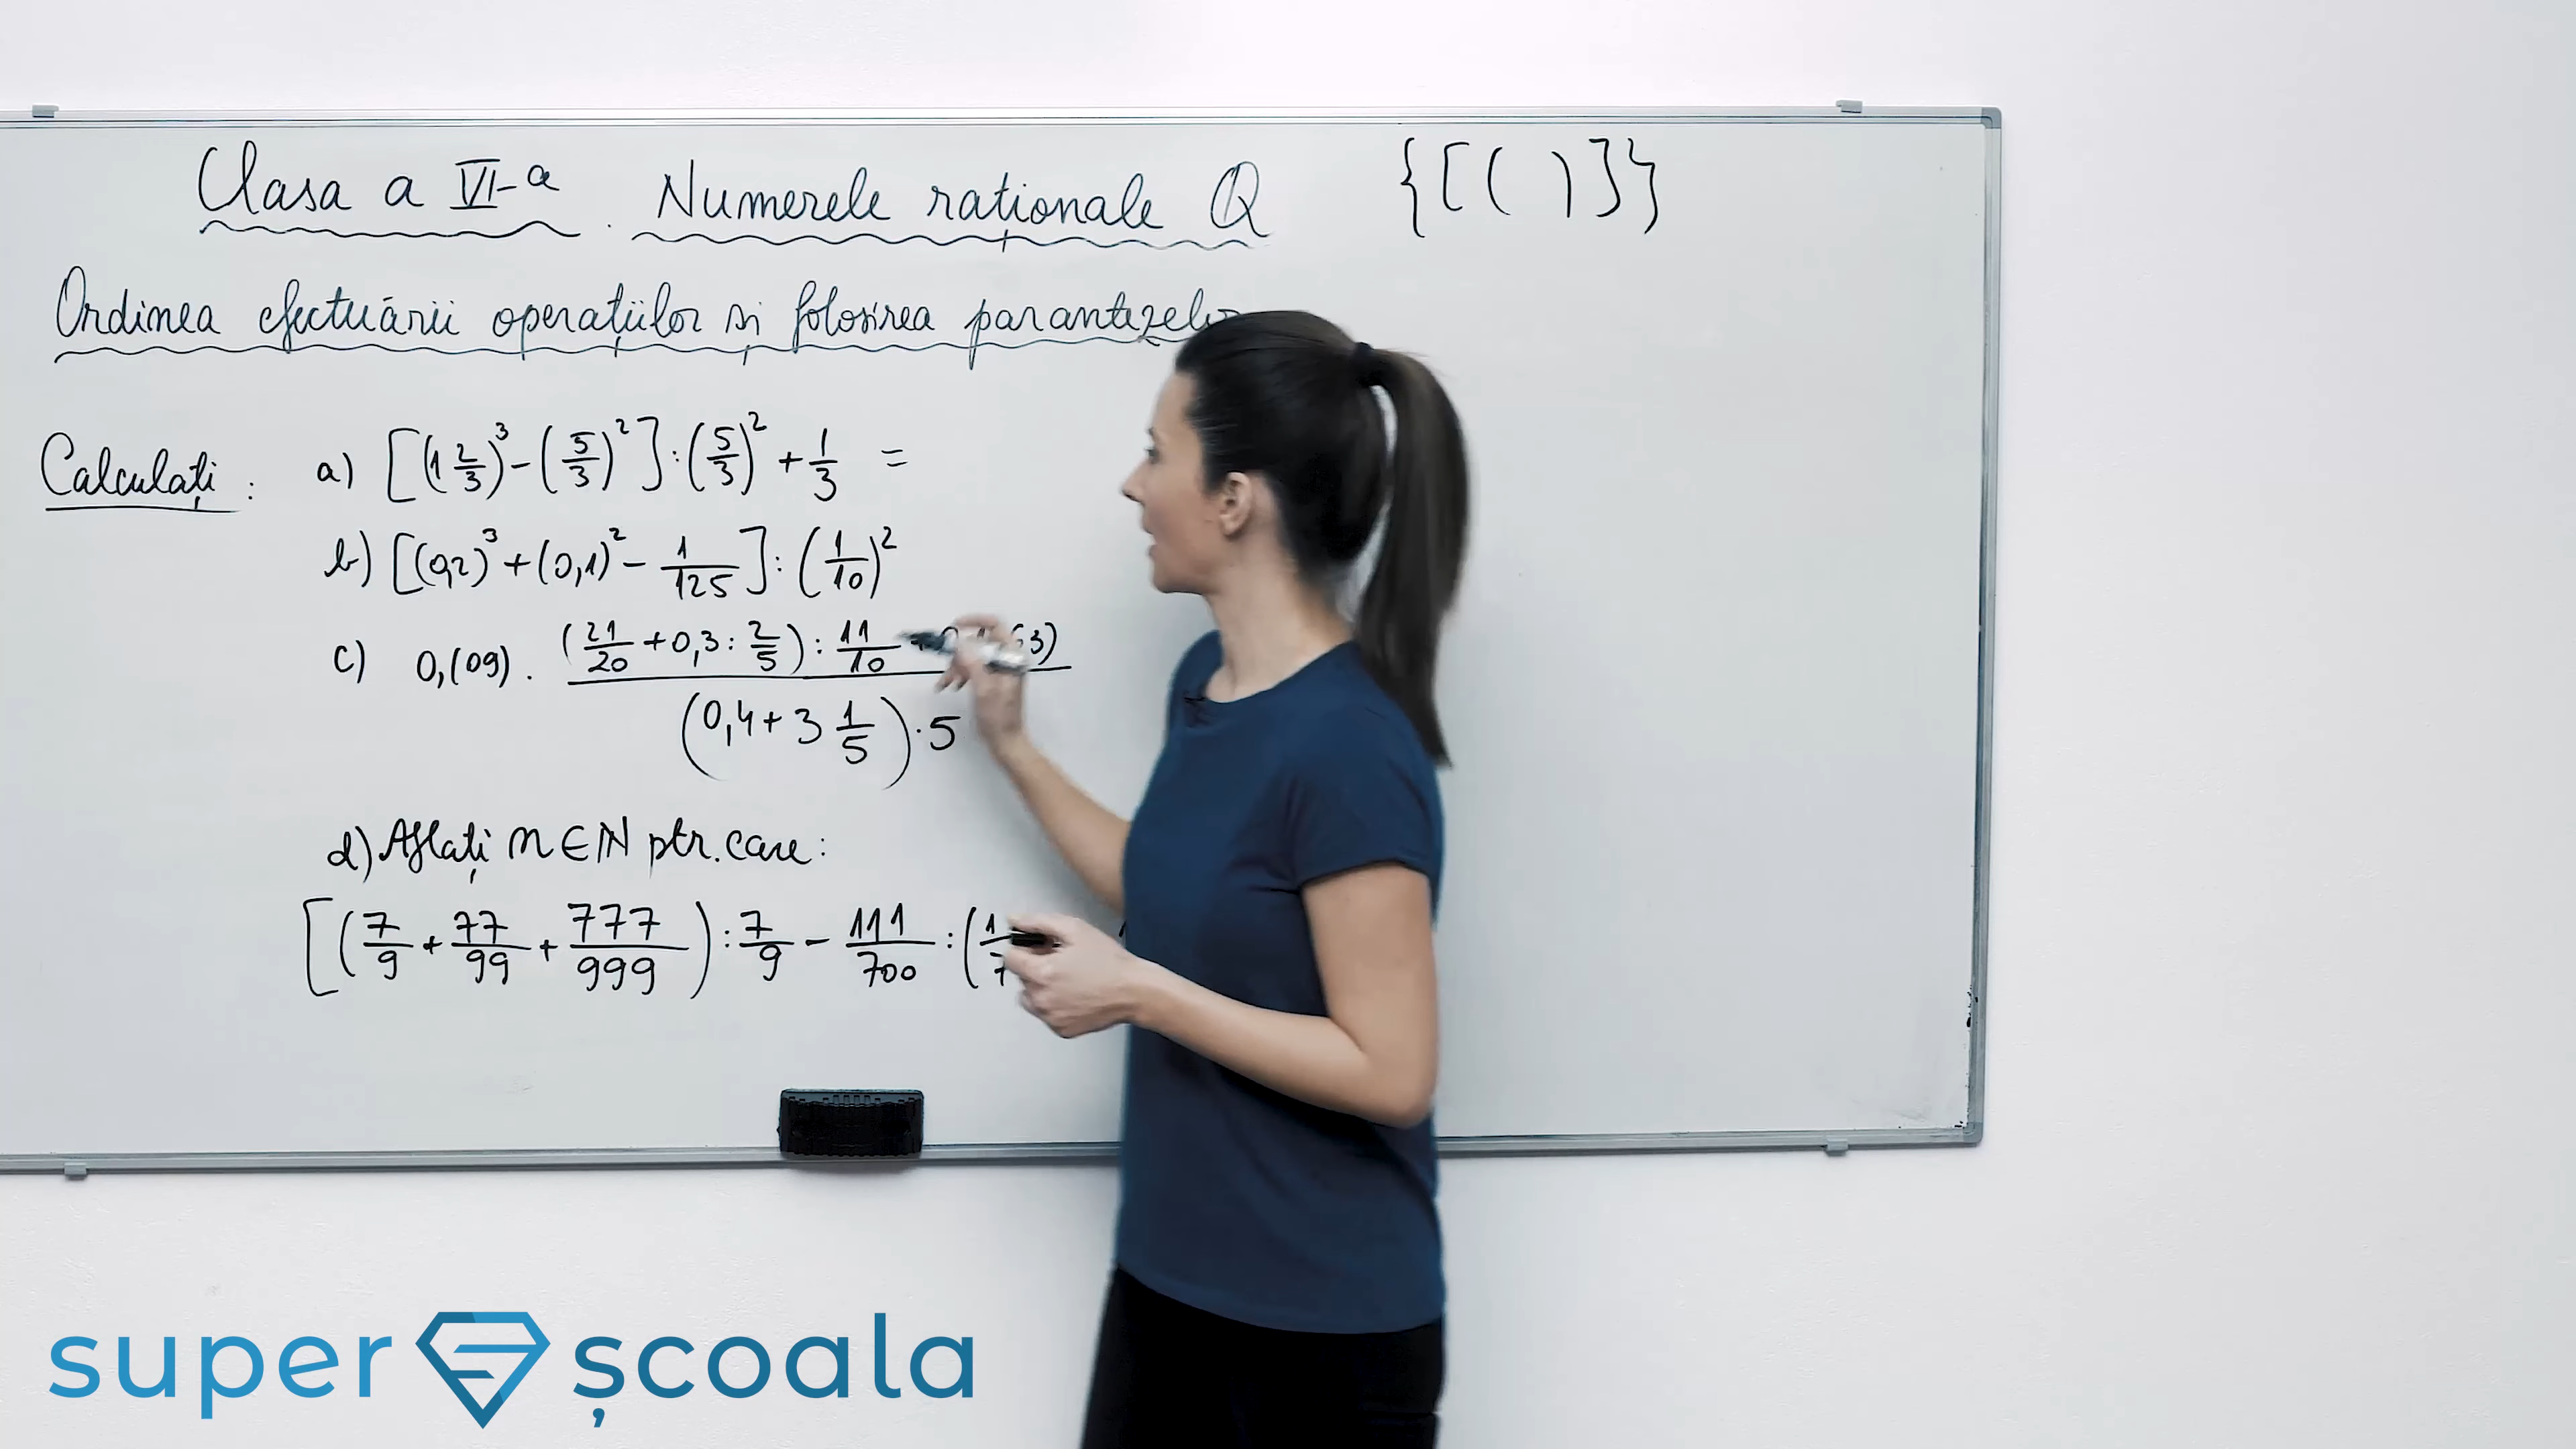 Clasa a VI-a. Numerele raționale Q {[( )]}
Ordinea efectuării operațiilor și folosirea parantezelor
Calculați: a) [(1 2/3)³-(5/3)²]:(5/3)²+1/3 =
b) [(0,2)³+(0,1)²-1/125]:(1/10)²
c) 0,(09)· (21/20+0,3:2/5):11/10 63)
(0,4+3 1/5)·5
d) Aflați n∈N ptr. care:
[(7/9+77/99+777/999):7/9-111/700:(1/7
super școala